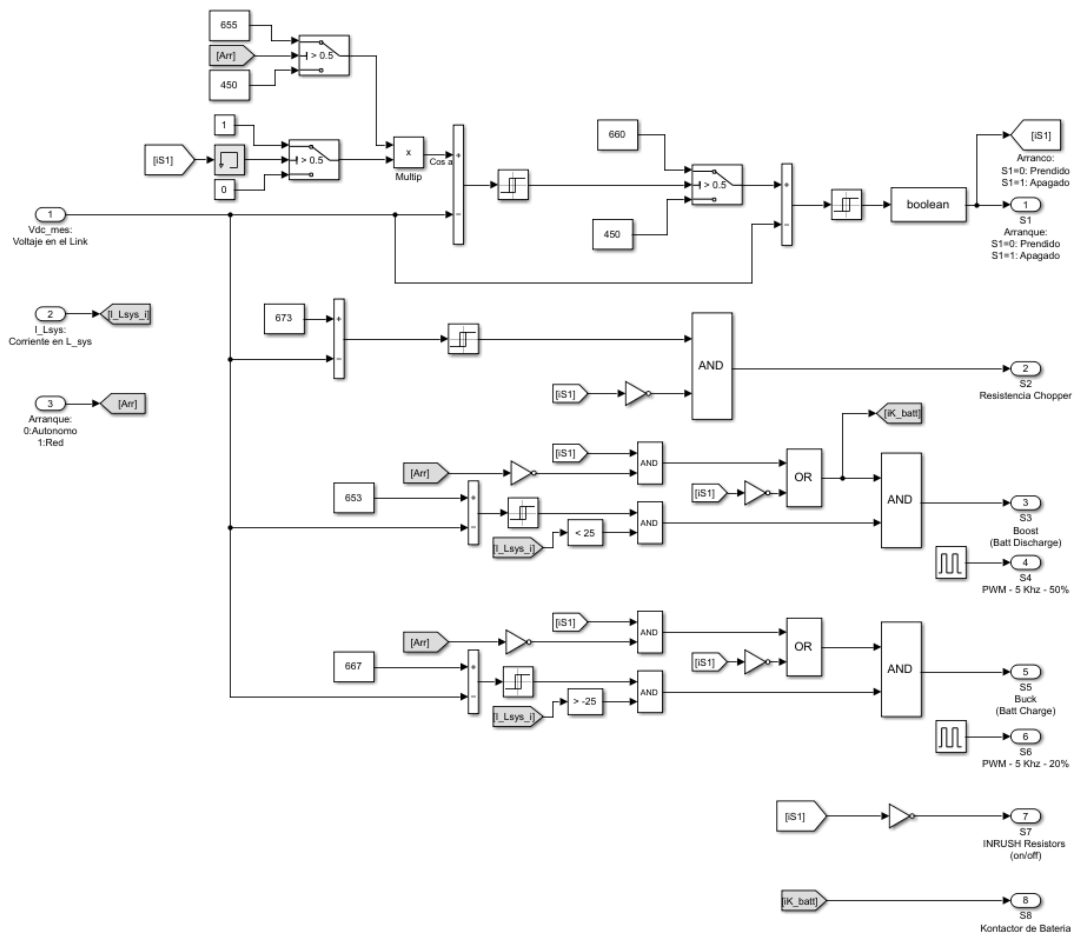 655
[Arr]
> 0.5
450
1
[iS1]
> 0.5
0
x
Multip
Cos a
+
−
660
> 0.5
450
+
−
boolean
[iS1]
Arranco:
S1=0: Prendido
S1=1: Apagado
1
S1
Arranque:
S1=0: Prendido
S1=1: Apagado
1
Vdc_mes:
Voltaje en el Link
2
I_Lsys:
Corriente en L_sys
[I_Lsys_i]
3
Arranque:
0:Autonomo
1:Red
[Arr]
673
+
−
[iS1]
AND
2
S2
Resistencia Chopper
[iK_batt]
[Arr]
[iS1]
AND
653
+
−
[I_Lsys_i]
< 25
AND
[iS1]
OR
AND
3
S3
Boost
(Batt Discharge)
4
S4
PWM - 5 Khz - 50%
[Arr]
[iS1]
AND
667
+
−
[I_Lsys_i]
> -25
AND
[iS1]
OR
AND
5
S5
Buck
(Batt Charge)
6
S6
PWM - 5 Khz - 20%
[iS1]
7
S7
INRUSH Resistors
(on/off)
[iK_batt]
8
S8
Kontactor de Bateria